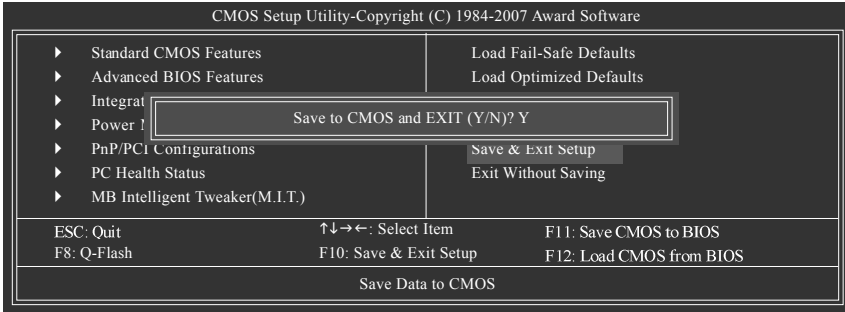 CMOS Setup Utility-Copyright (C) 1984-2007 Award Software
Standard CMOS Features
Advanced BIOS Features
Integrat
Power
PnP/PCI Configurations
PC Health Status
MB Intelligent Tweaker(M.I.T.)
Load Fail-Safe Defaults
Load Optimized Defaults
Save & Exit Setup
Exit Without Saving
Save to CMOS and EXIT (Y/N)? Y
ESC: Quit
↑↓→←: Select Item
F11: Save CMOS to BIOS
F8: Q-Flash
F10: Save & Exit Setup
F12: Load CMOS from BIOS
Save Data to CMOS